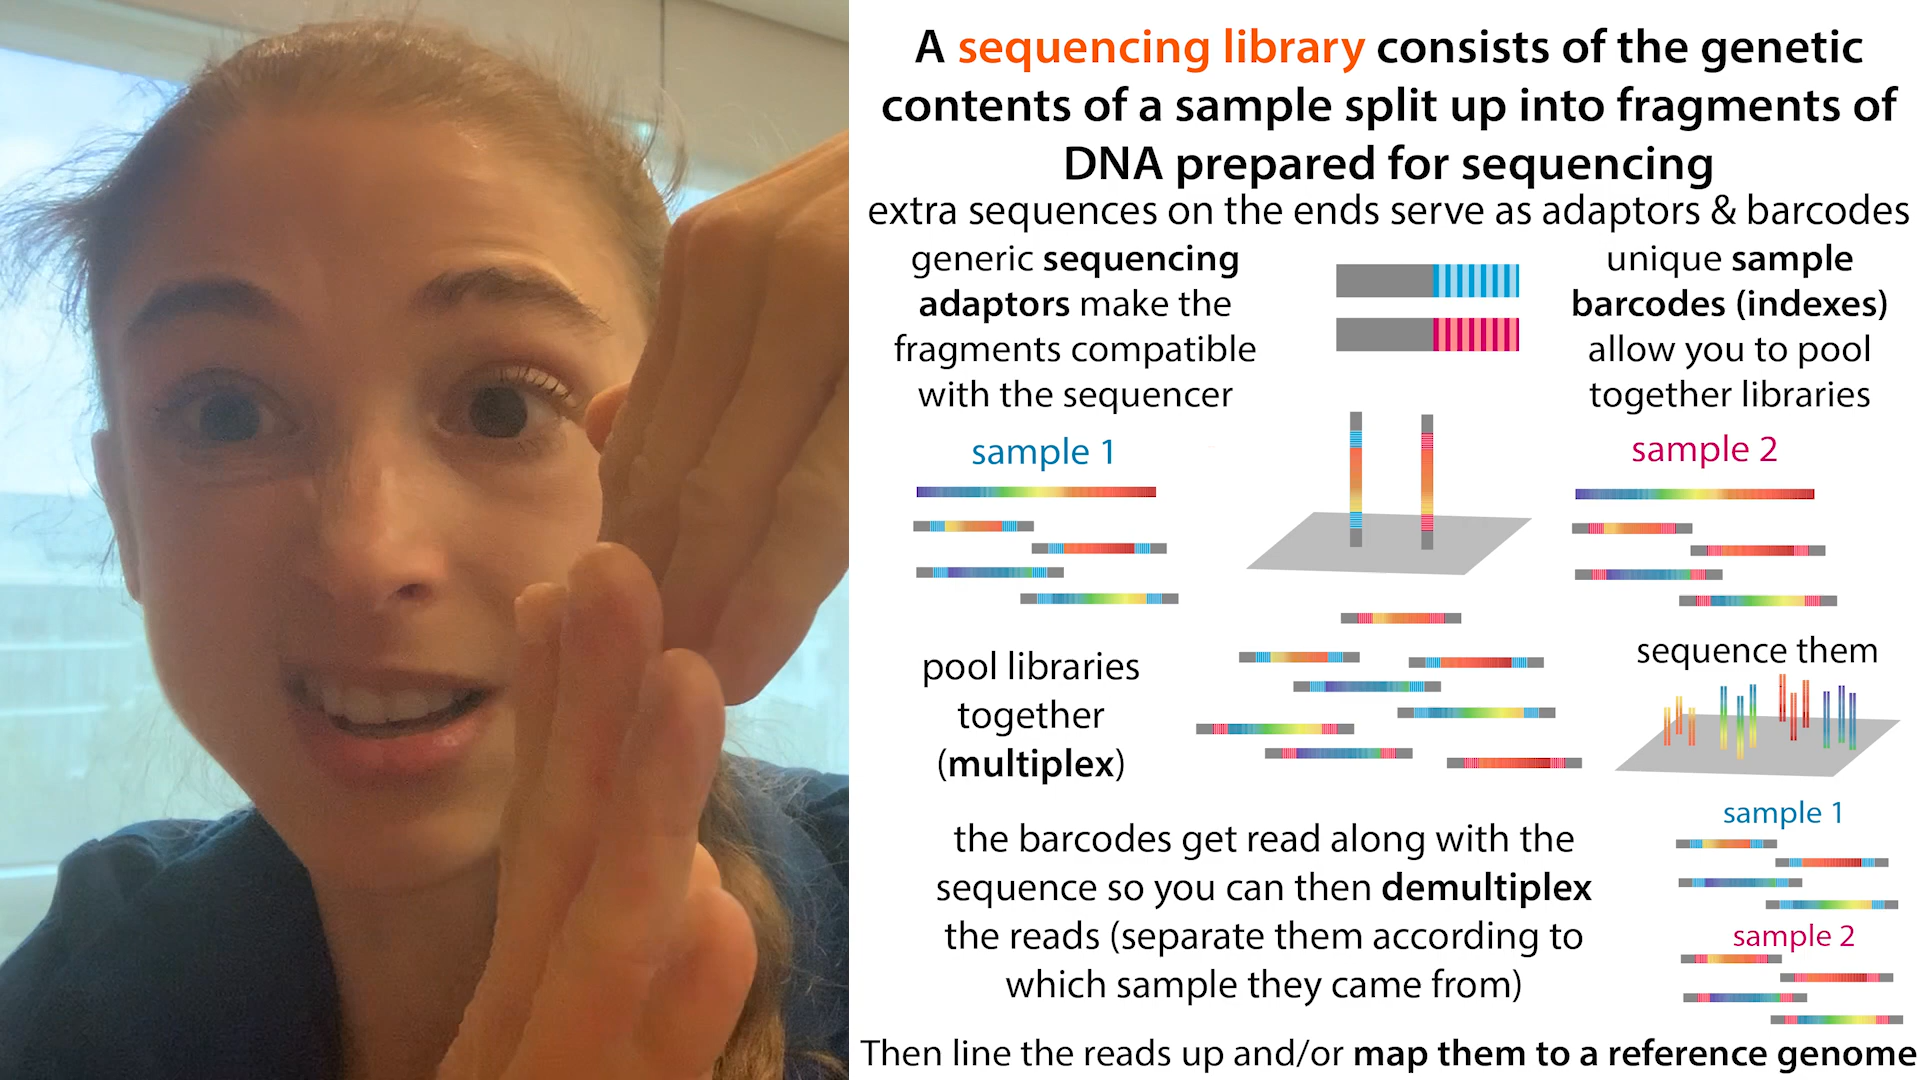 A sequencing library consists of the genetic
contents of a sample split up into fragments of
DNA prepared for sequencing
extra sequences on the ends serve as adaptors & barcodes
generic sequencing
adaptors make the
fragments compatible
with the sequencer
unique sample
barcodes (indexes)
allow you to pool
together libraries
sample 1
sample 2
pool libraries
together
(multiplex)
sequence them
the barcodes get read along with the
sequence so you can then demultiplex
the reads (separate them according to
which sample they came from)
sample 1
sample 2
Then line the reads up and/or map them to a reference genome